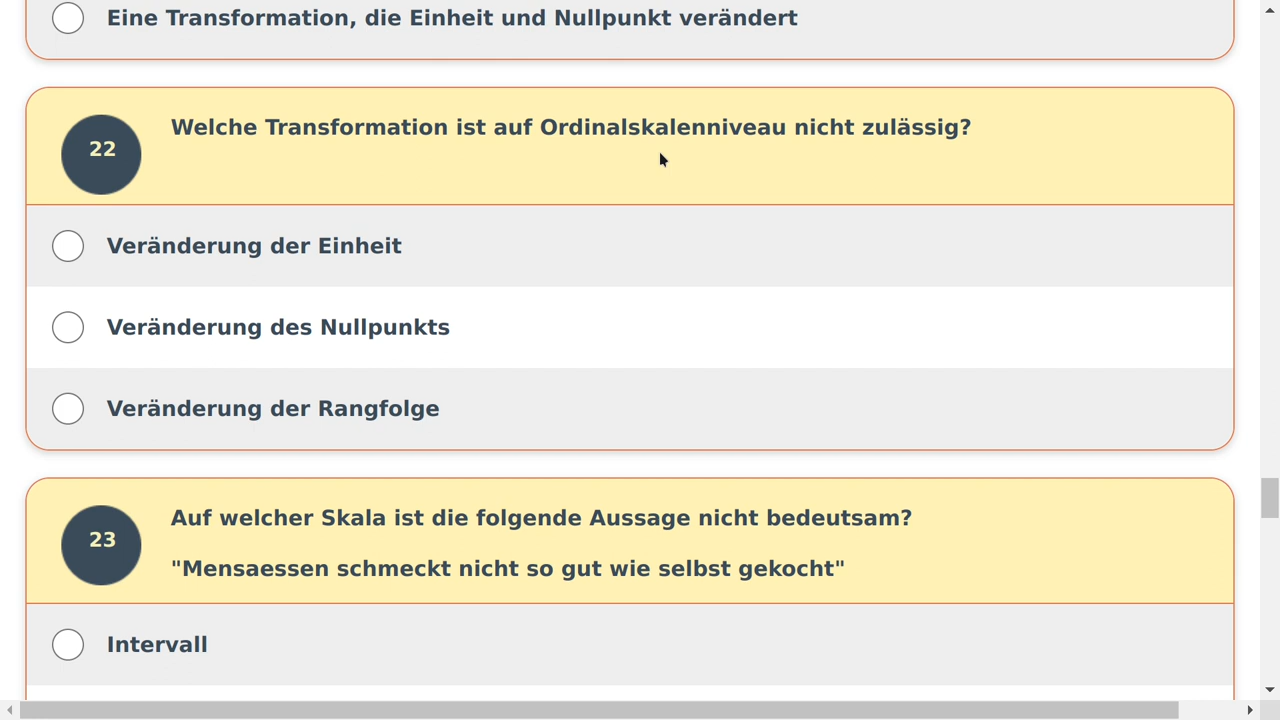 Eine Transformation, die Einheit und Nullpunkt verändert
22
Welche Transformation ist auf Ordinalskalenniveau nicht zulässig?
Veränderung der Einheit
Veränderung des Nullpunkts
Veränderung der Rangfolge
23
Auf welcher Skala ist die folgende Aussage nicht bedeutsam?
"Mensaessen schmeckt nicht so gut wie selbst gekocht"
Intervall